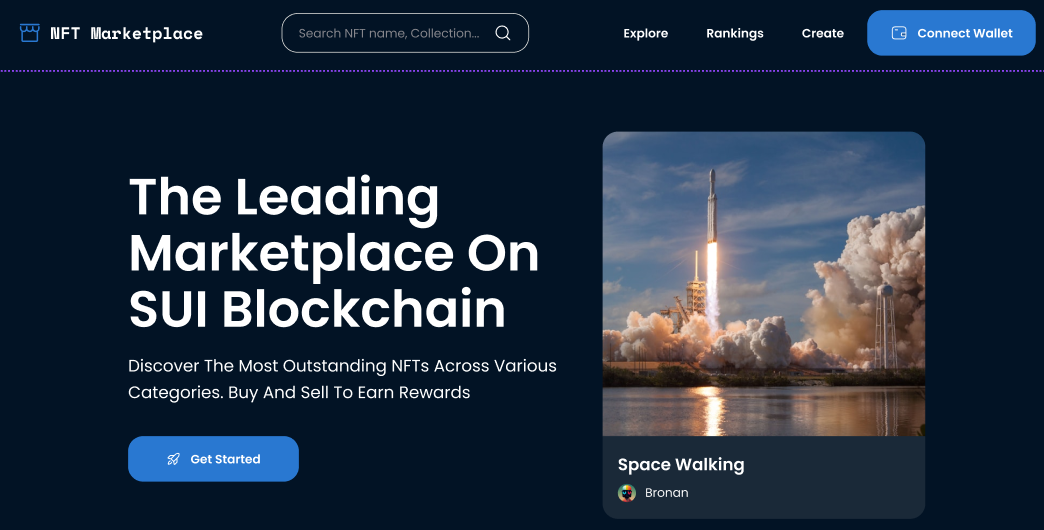 NFT Marketplace
Search NFT name, Collection...
Explore
Rankings
Create
Connect Wallet
The Leading
Marketplace On
SUI Blockchain
Discover The Most Outstanding NFTs Across Various
Categories. Buy And Sell To Earn Rewards
Get Started
Space Walking
Bronan